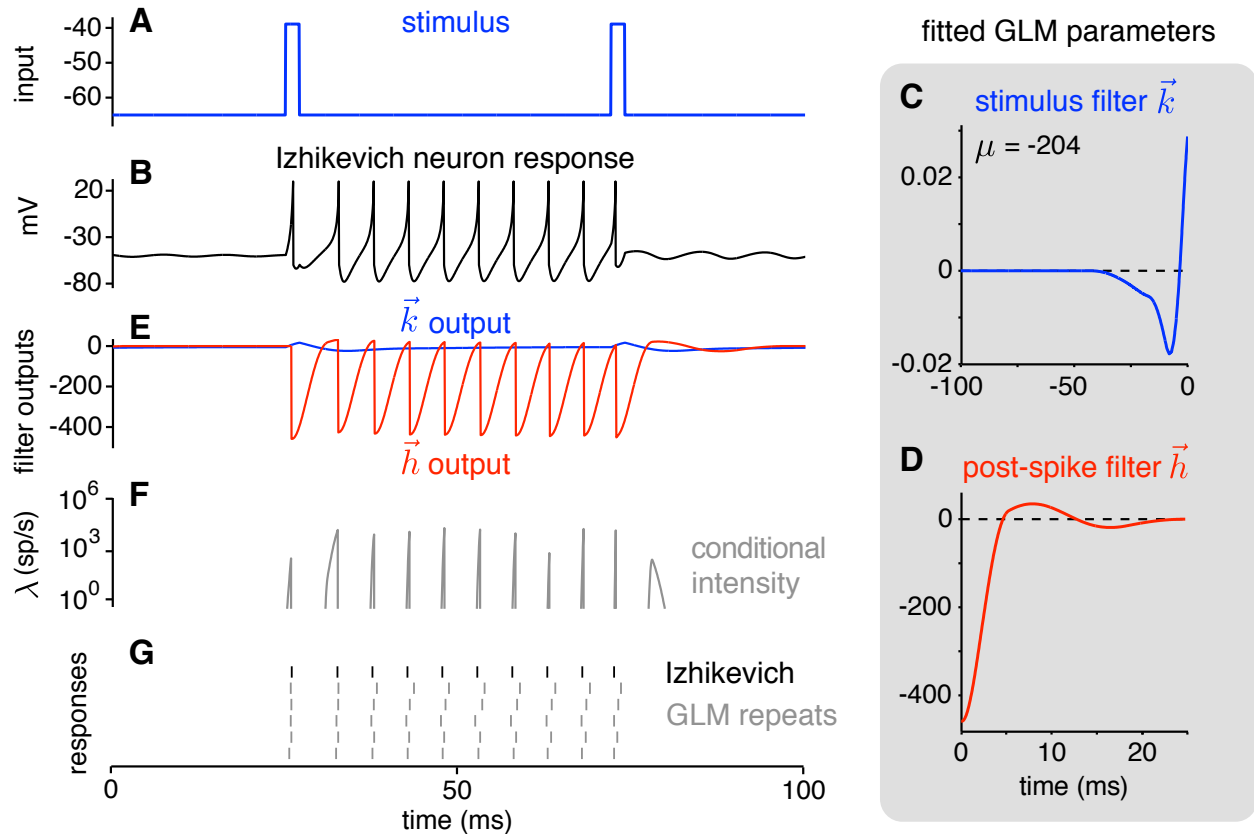 A
stimulus
input
-40
-50
-60
B
Izhikevich neuron response
mV
20
-30
-80
E
k output
filter outputs
0
-200
-400
h output
F
λ (sp/s)
10^6
10^3
10^0
conditional
intensity
G
responses
Izhikevich
GLM repeats
0
50
100
time (ms)
fitted GLM parameters
C
stimulus filter k
μ = -204
0.02
0
-0.02
-100
-50
0
D
post-spike filter h
0
-200
-400
0
10
20
time (ms)